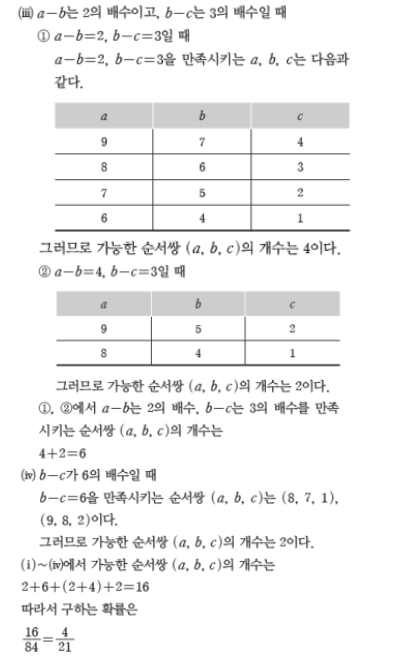 (ⅲ) a-b는 2의 배수이고, b-c는 3의 배수일 때
① a-b=2, b-c=3일 때
a-b=2, b-c=3을 만족시키는 a, b, c는 다음과
같다.
a b c
9 7 4
8 6 3
7 5 2
6 4 1
그러므로 가능한 순서쌍 (a, b, c)의 개수는 4이다.
② a-b=4, b-c=3일 때
a b c
9 5 2
8 4 1
그러므로 가능한 순서쌍 (a, b, c)의 개수는 2이다.
①, ②에서 a-b는 2의 배수, b-c는 3의 배수를 만족
시키는 순서쌍 (a, b, c)의 개수는
4+2=6
(ⅳ) b-c가 6의 배수일 때
b-c=6을 만족시키는 순서쌍 (a, b, c)는 (8, 7, 1),
(9, 8, 2)이다.
그러므로 가능한 순서쌍 (a, b, c)의 개수는 2이다.
(ⅰ)~(ⅳ)에서 가능한 순서쌍 (a, b, c)의 개수는
2+6+(2+4)+2=16
따라서 구하는 확률은
16/84=4/21